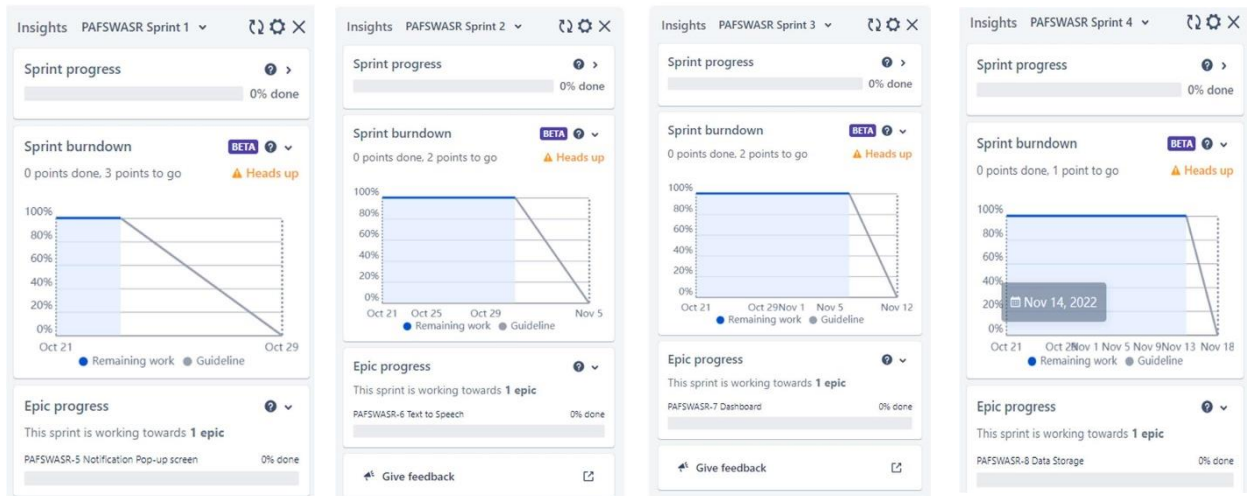 Insights PAFSWASR Sprint 1
Sprint progress
0% done
Sprint burndown BETA
0 points done, 3 points to go Heads up
100%
80%
60%
40%
20%
0%
Oct 21 Oct 29
Remaining work Guideline
Epic progress
This sprint is working towards 1 epic
PAFSWASR-5 Notification Pop-up screen 0% done
Insights PAFSWASR Sprint 2
Sprint progress
0% done
Sprint burndown BETA
0 points done, 2 points to go Heads up
100%
80%
60%
40%
20%
0%
Oct 21 Oct 25 Oct 29 Nov 5
Remaining work Guideline
Epic progress
This sprint is working towards 1 epic
PAFSWASR-6 Text to Speech 0% done
Give feedback
Insights PAFSWASR Sprint 3
Sprint progress
0% done
Sprint burndown BETA
0 points done, 2 points to go Heads up
100%
80%
60%
40%
20%
0%
Oct 21 Oct 29 Nov 1 Nov 5 Nov 12
Remaining work Guideline
Epic progress
This sprint is working towards 1 epic
PAFSWASR-7 Dashboard 0% done
Give feedback
Insights PAFSWASR Sprint 4
Sprint progress
0% done
Sprint burndown BETA
0 points done, 1 point to go Heads up
100%
80%
60%
40%
20%
Nov 14, 2022
0%
Oct 21 Oct Nov 1 Nov 5 Nov 9 Nov 13 Nov 18
Remaining work Guideline
Epic progress
This sprint is working towards 1 epic
PAFSWASR-8 Data Storage 0% done